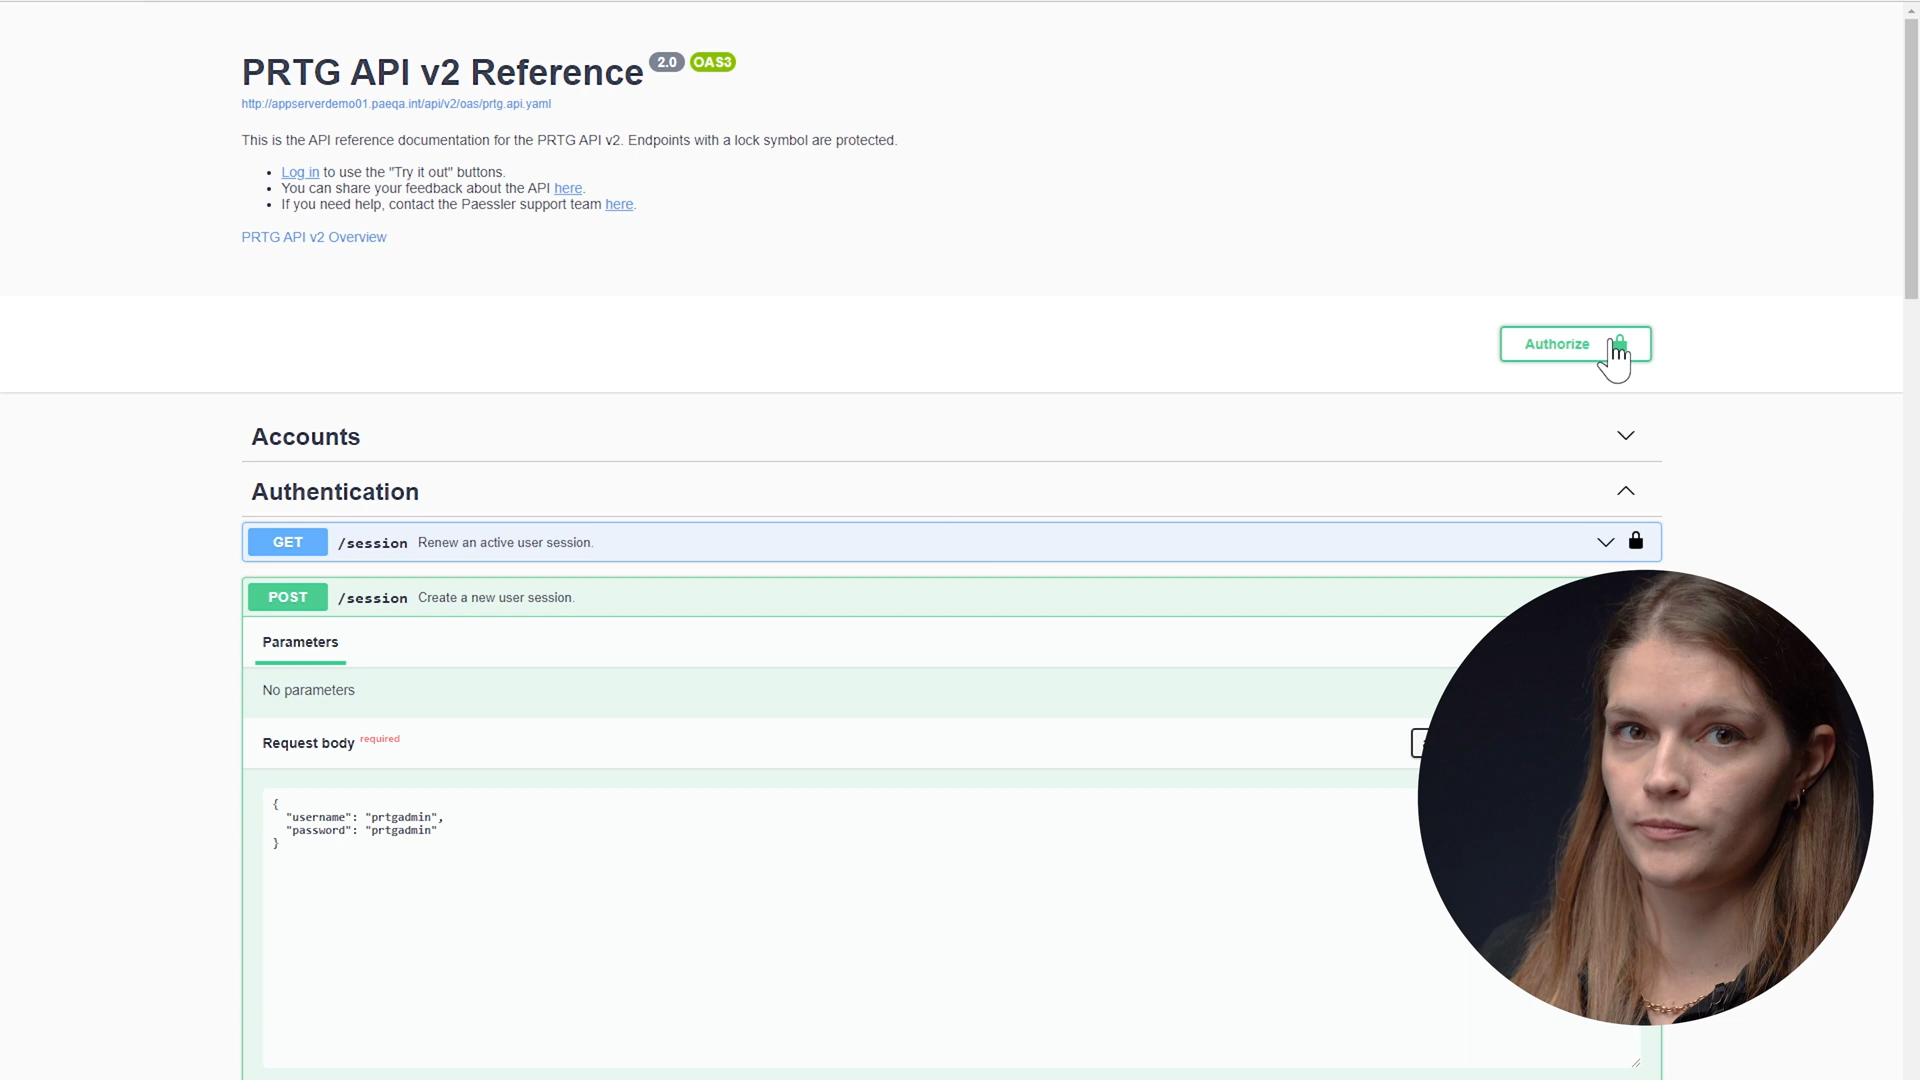 PRTG API v2 Reference 2.0 OAS3
http://appserverdemo01.paeqa.int/api/v2/oas/prtg.api.yaml
This is the API reference documentation for the PRTG API v2. Endpoints with a lock symbol are protected.
Log in to use the "Try it out" buttons.
You can share your feedback about the API here.
If you need help, contact the Paessler support team here.
PRTG API v2 Overview
Authorize
Accounts
Authentication
GET /session Renew an active user session.
POST /session Create a new user session.
Parameters
No parameters
Request body required
{
"username": "prtgadmin",
"password": "prtgadmin"
}